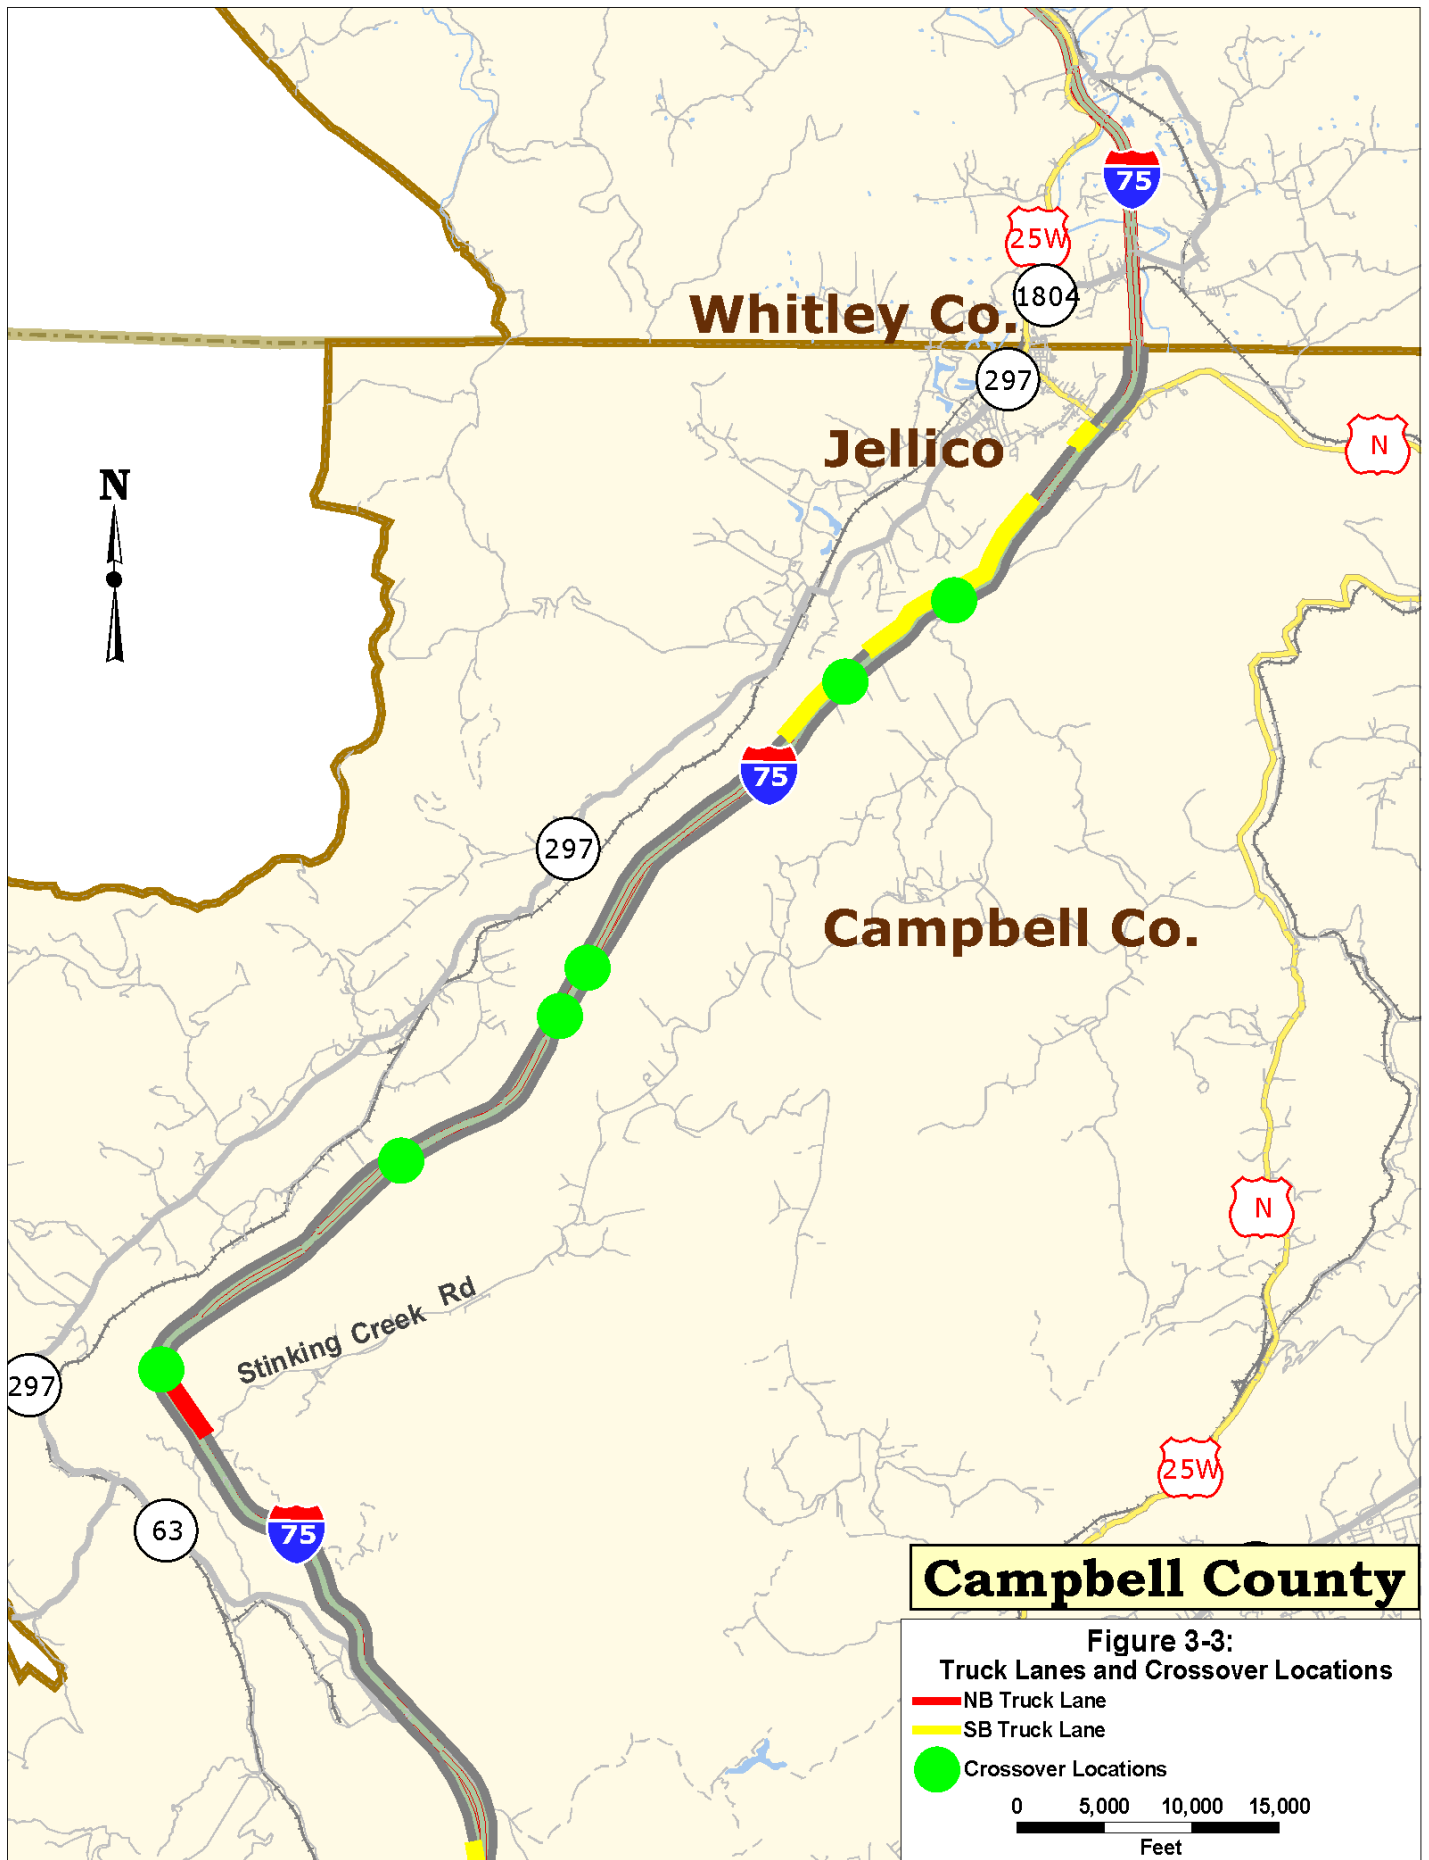 75
25W
1804
Whitley Co.
297
Jellico
N
N
75
297
Campbell Co.
N
Stinking Creek Rd
297
25W
63
75
Campbell County
Figure 3-3:
Truck Lanes and Crossover Locations
NB Truck Lane
SB Truck Lane
Crossover Locations
0 5,000 10,000 15,000
Feet